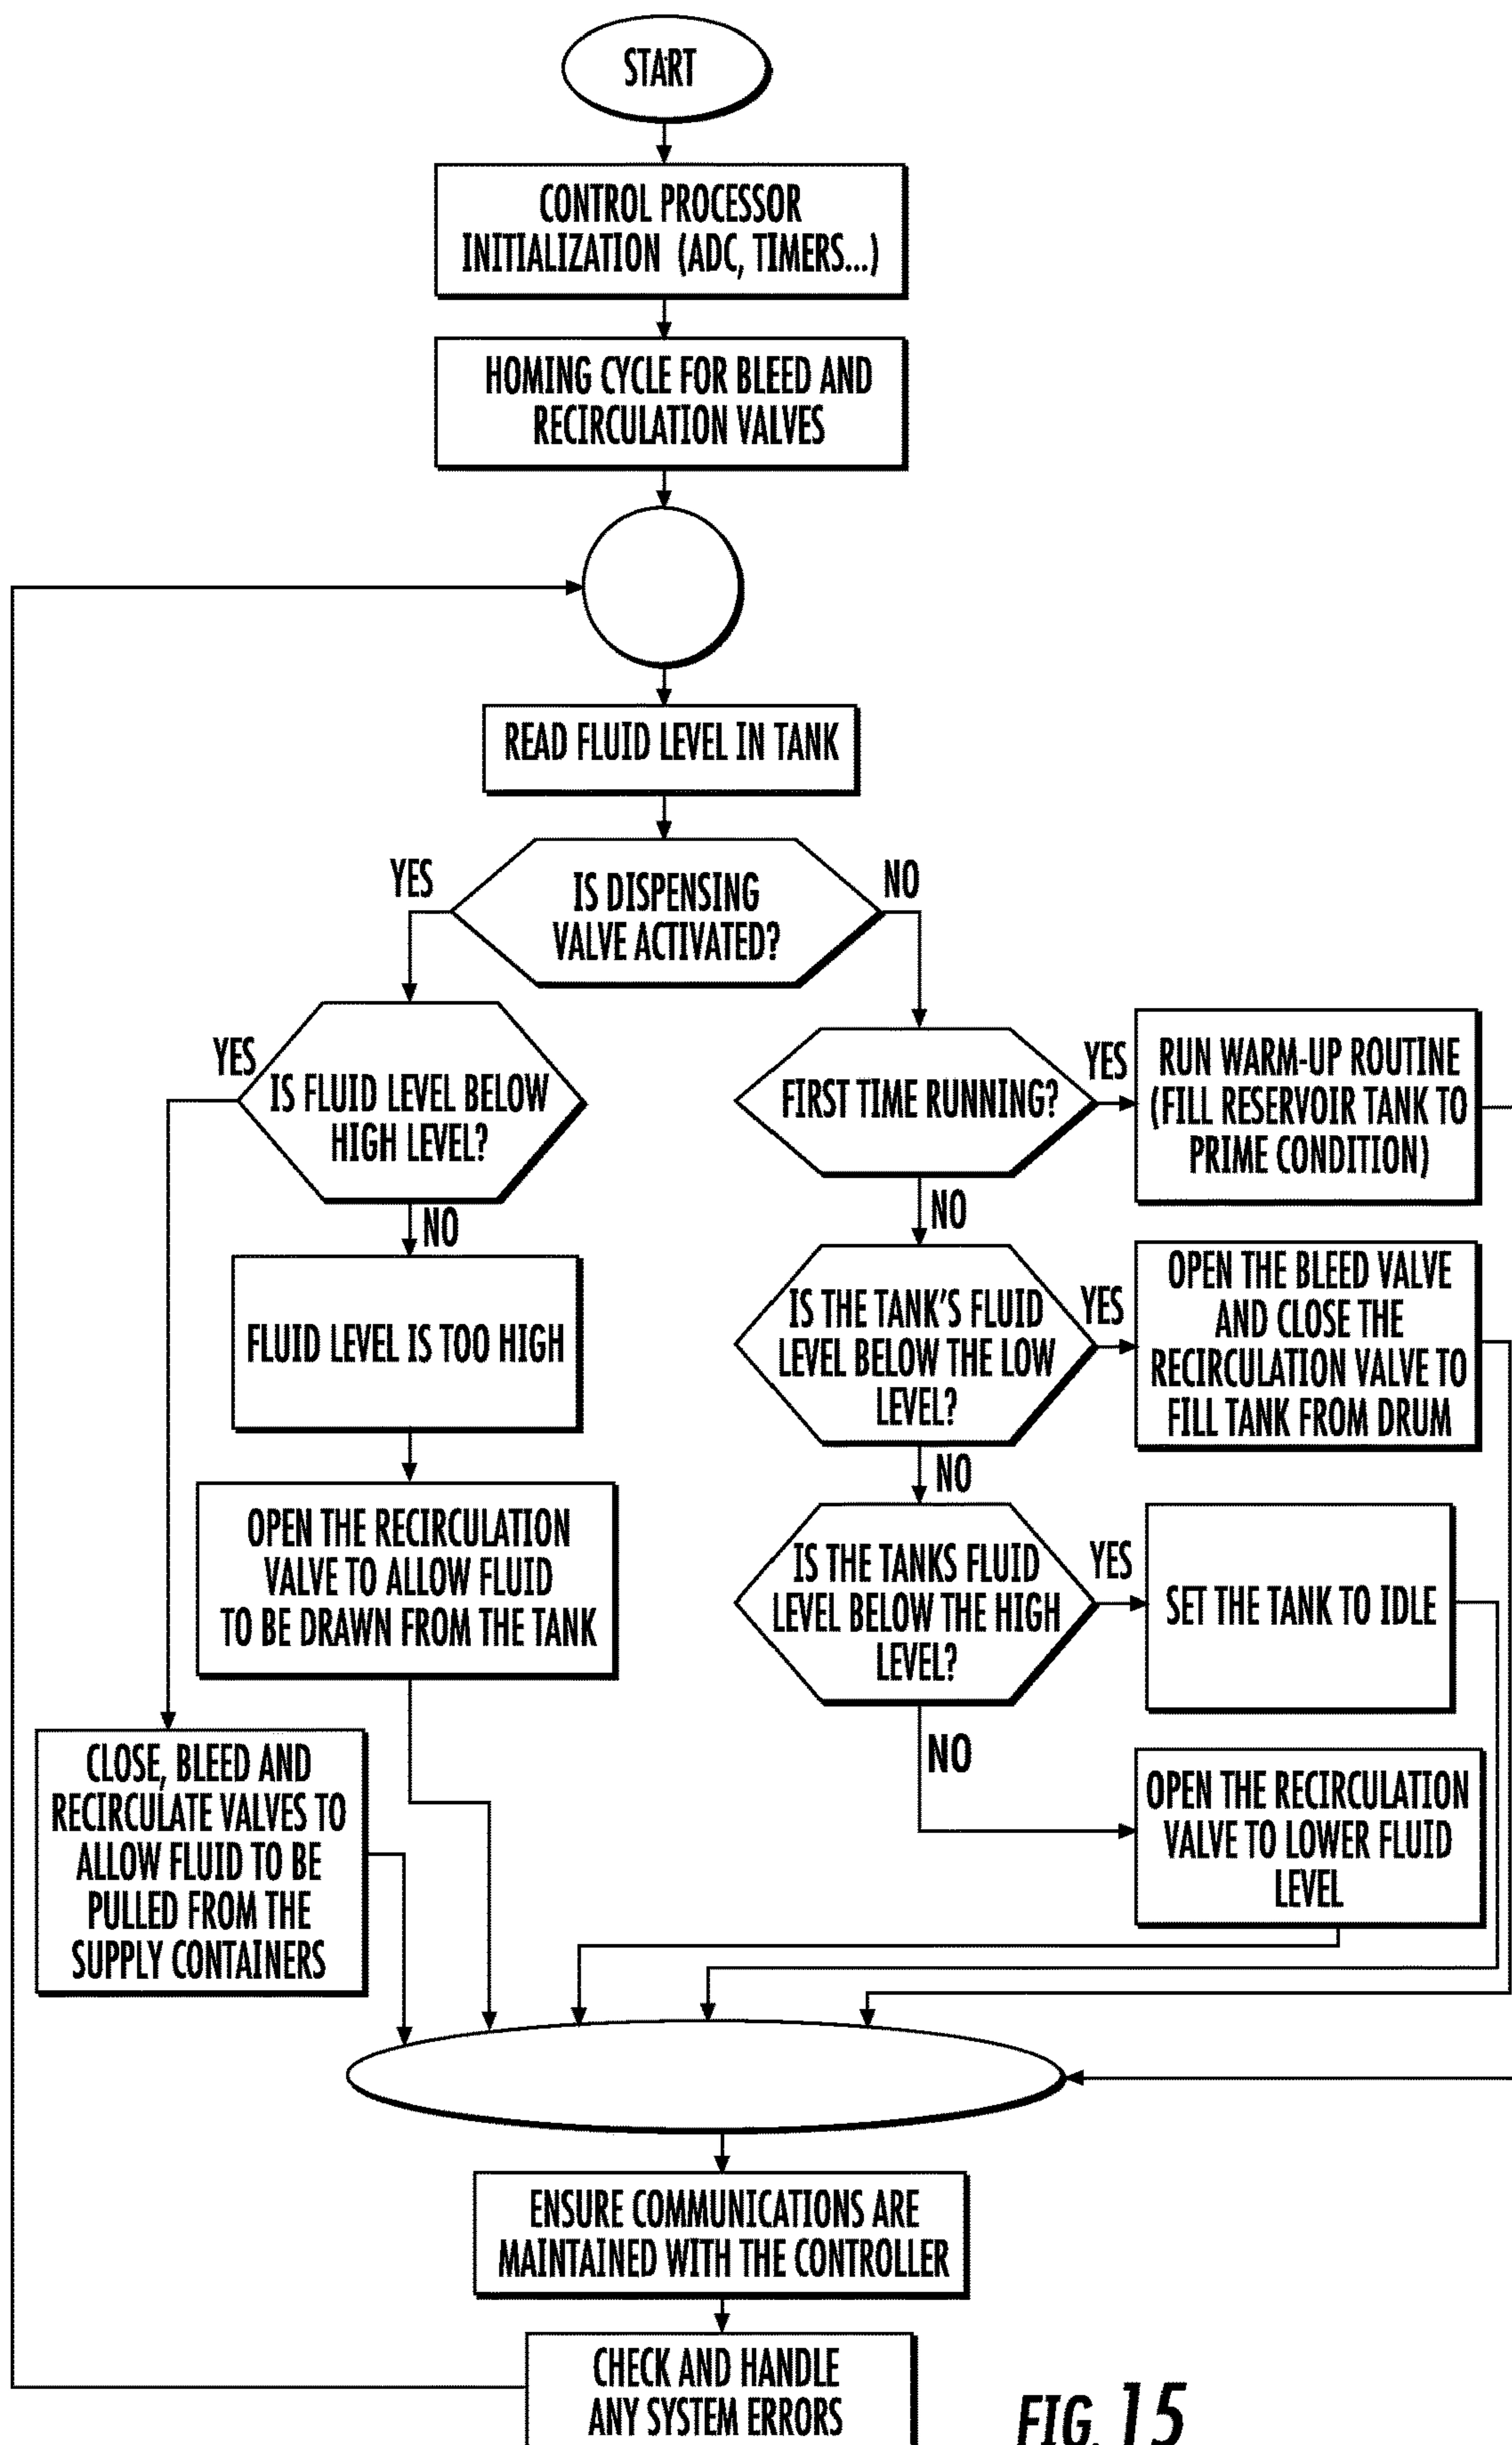 START
CONTROL PROCESSOR
INITIALIZATION (ADC, TIMERS...)
HOMING CYCLE FOR BLEED AND
RECIRCULATION VALVES
READ FLUID LEVEL IN TANK
IS DISPENSING
VALVE ACTIVATED?
YES
NO
IS FLUID LEVEL BELOW
HIGH LEVEL?
YES
NO
FLUID LEVEL IS TOO HIGH
OPEN THE RECIRCULATION
VALVE TO ALLOW FLUID
TO BE DRAWN FROM THE TANK
CLOSE, BLEED AND
RECIRCULATE VALVES TO
ALLOW FLUID TO BE
PULLED FROM THE
SUPPLY CONTAINERS
FIRST TIME RUNNING?
YES
RUN WARM-UP ROUTINE
(FILL RESERVOIR TANK TO
PRIME CONDITION)
NO
IS THE TANK'S FLUID
LEVEL BELOW THE LOW
LEVEL?
YES
OPEN THE BLEED VALVE
AND CLOSE THE
RECIRCULATION VALVE TO
FILL TANK FROM DRUM
NO
IS THE TANKS FLUID
LEVEL BELOW THE HIGH
LEVEL?
YES
SET THE TANK TO IDLE
NO
OPEN THE RECIRCULATION
VALVE TO LOWER FLUID
LEVEL
ENSURE COMMUNICATIONS ARE
MAINTAINED WITH THE CONTROLLER
CHECK AND HANDLE
ANY SYSTEM ERRORS
FIG. 15